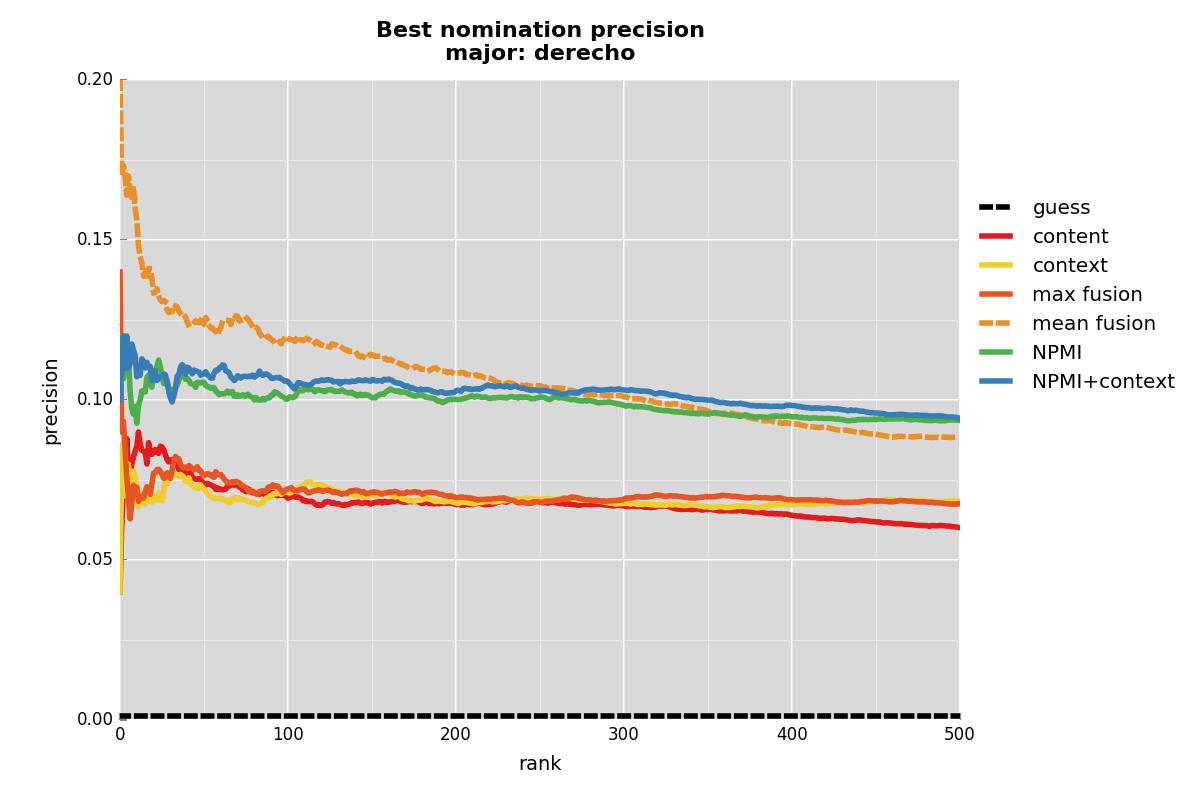 Best nomination precision
major: derecho
0.20
0.15
0.10
0.05
0.00
precision
0 100 200 300 400 500
rank
guess
content
context
max fusion
mean fusion
NPMI
NPMI+context